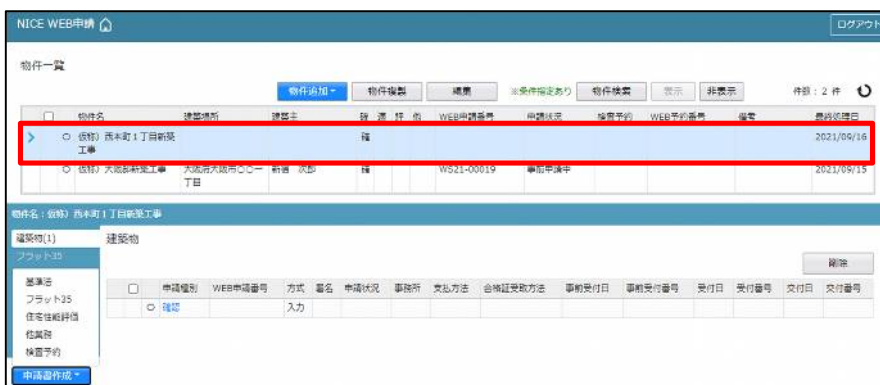 NICE WEB申請
ログアウト
物件一覧
物件追加 物件複製 編集 ※条件指定あり 物件検索 表示 非表示 件数：2 件
物件名 建築場所 建築主 確 適 評 他 WEB申請番号 申請状況 検査予約 WEB予約番号 備考 最終処理日
仮称）西本町１丁目新築 確 2021/09/16
工事
仮称）大阪邸新築工事 大阪府大阪市〇〇一 新信 次郎 確 WS21-00019 事前申請中 2021/09/15
丁目
物件名：仮称）西本町１丁目新築工事
建築物(1) 建築物
フラット35
削除
基準法
申請種別 WEB申請番号 方式 署名 申請状況 事務所 支払方法 合格証受取方法 事前受付日 事前受付番号 受付日 受付番号 交付日 交付番号
フラット35
確認 入力
住宅性能評価
他業務
検査予約
申請書作成